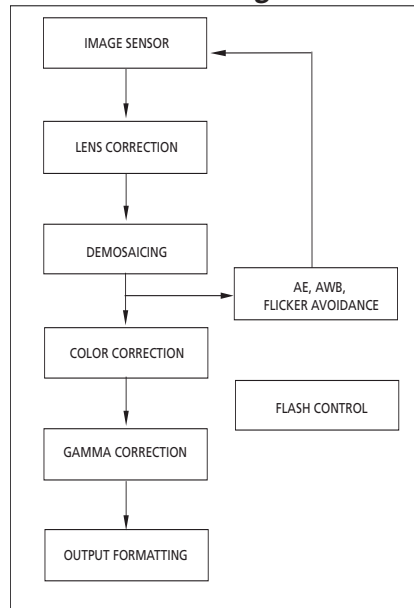 IMAGE SENSOR
LENS CORRECTION
DEMOSAICING
AE, AWB,
FLICKER AVOIDANCE
COLOR CORRECTION
FLASH CONTROL
GAMMA CORRECTION
OUTPUT FORMATTING